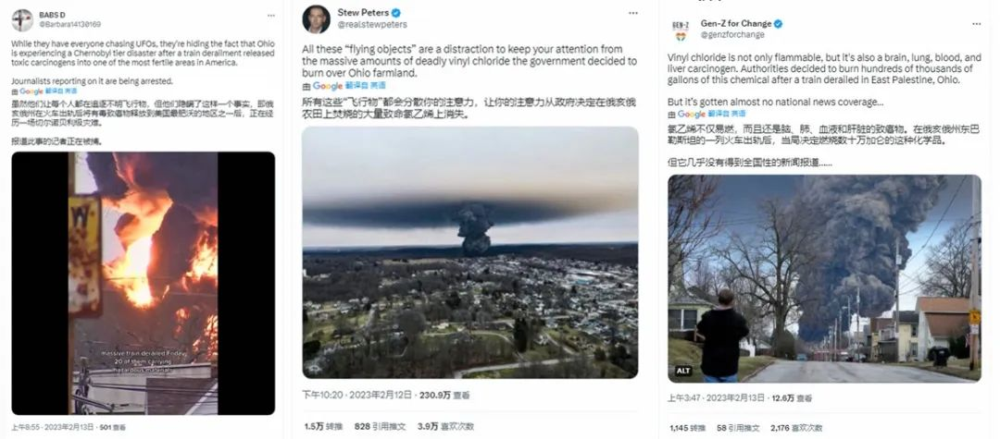 BABS D
@Barbara14130169
While they have everyone chasing UFOs, they're hiding the fact that Ohio
is experiencing a Chernobyl tier disaster after a train derailment released
toxic carcinogens into one of the most fertile areas in America.
Journalists reporting on it are being arrested.
由 Google 翻译自 英语
虽然他们让每个人都在追逐不明飞行物，但他们隐瞒了这样一个事实，即俄
亥俄州在火车出轨后将有毒致癌物释放到美国最肥沃的地区之一后，正在经
历一场切尔诺贝利级灾难。
报道此事的记者正在被捕。
massive train derailed Friday
20 of them carrying
hazardous materials
上午8:55 · 2023年2月13日 · 501 查看
Stew Peters
@realstewpeters
All these “flying objects” are a distraction to keep your attention from
the massive amounts of deadly vinyl chloride the government decided to
burn over Ohio farmland.
由 Google 翻译自 英语
所有这些“飞行物”都会分散你的注意力，让你的注意力从政府决定在俄亥俄
农田上焚烧的大量致命氯乙烯上消失。
下午10:20 · 2023年2月12日 · 230.9万 查看
1.5万 转推 828 引用推文 3.9万 喜欢次数
GEN-Z
Gen-Z for Change
@genzforchange
Vinyl chloride is not only flammable, but it's also a brain, lung, blood, and
liver carcinogen. Authorities decided to burn hundreds of thousands of
gallons of this chemical after a train derailed in East Palestine, Ohio.
But it's gotten almost no national news coverage...
由 Google 翻译自 英语
氯乙烯不仅易燃，而且还是脑、肺、血液和肝脏的致癌物。在俄亥俄州东巴
勒斯坦的一列火车出轨后，当局决定燃烧数十万加仑的这种化学品。
但它几乎没有得到全国性的新闻报道……
ALT
上午3:47 · 2023年2月13日 · 12.6万 查看
1,145 转推 58 引用推文 2,176 喜欢次数